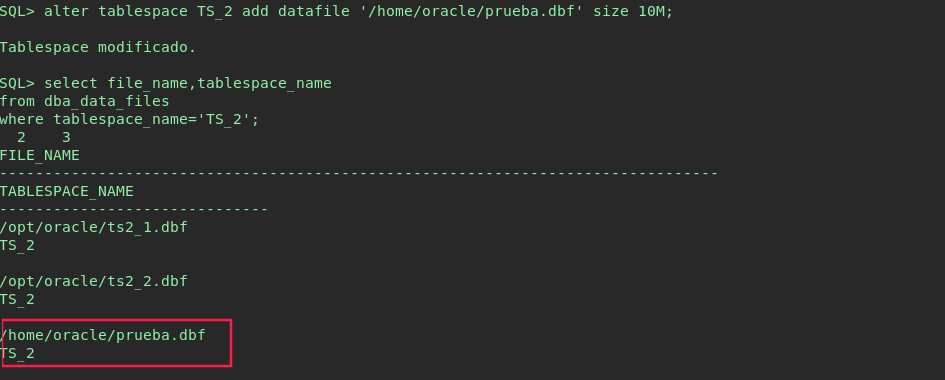 SQL> alter tablespace TS_2 add datafile '/home/oracle/prueba.dbf' size 10M;
Tablespace modificado.
SQL> select file_name,tablespace_name
from dba_data_files
where tablespace_name='TS_2';
  2    3
FILE_NAME
--------------------------------------------------------------------------------
TABLESPACE_NAME
------------------------------
/opt/oracle/ts2_1.dbf
TS_2
/opt/oracle/ts2_2.dbf
TS_2
/home/oracle/prueba.dbf
TS_2